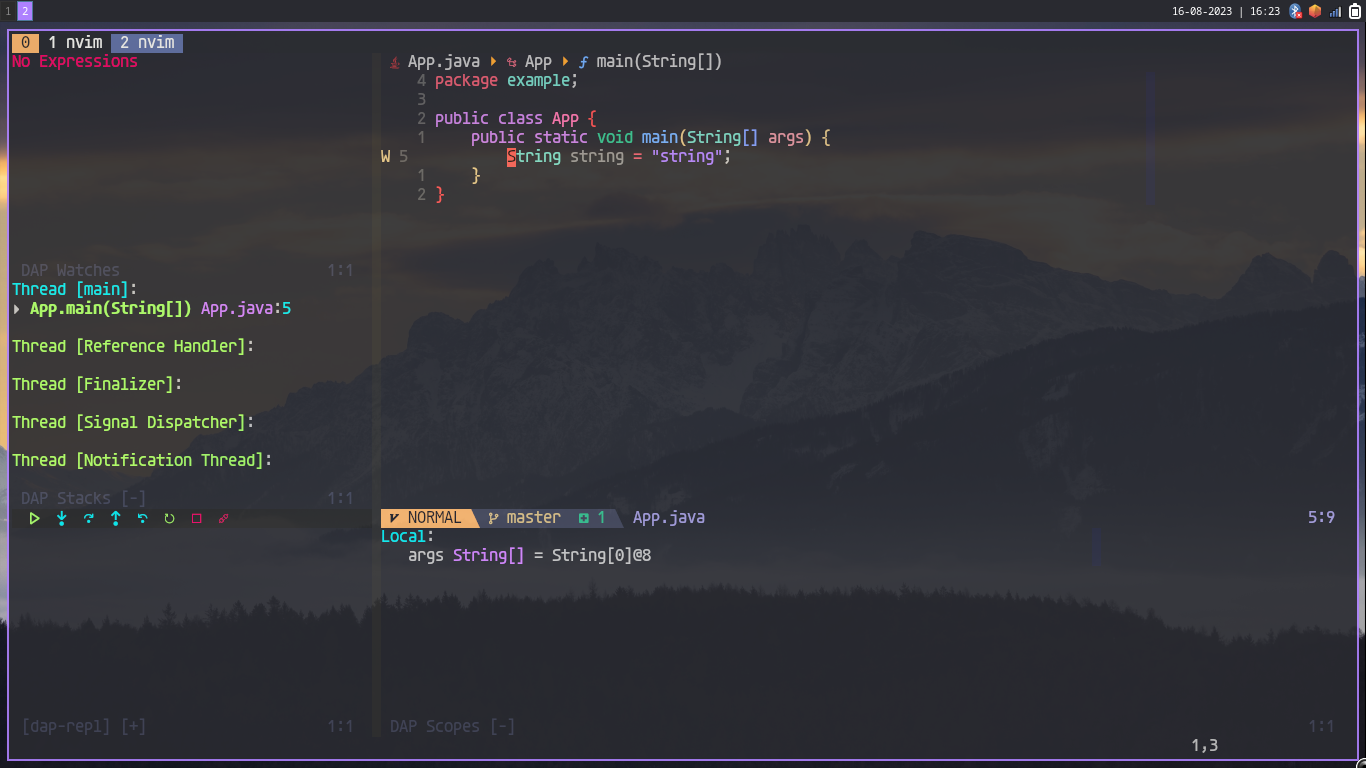 1 2
16-08-2023 | 16:23
0 1 nvim 2 nvim
No Expressions
DAP Watches 1:1
Thread [main]:
App.main(String[]) App.java:5
Thread [Reference Handler]:
Thread [Finalizer]:
Thread [Signal Dispatcher]:
Thread [Notification Thread]:
DAP Stacks [-] 1:1
[dap-repl] [+] 1:1
App.java App main(String[])
4 package example;
3
2 public class App {
1 public static void main(String[] args) {
W 5 String string = "string";
1 }
2 }
NORMAL master 1 App.java 5:9
Local:
args String[] = String[0]@8
DAP Scopes [-] 1:1
1,3